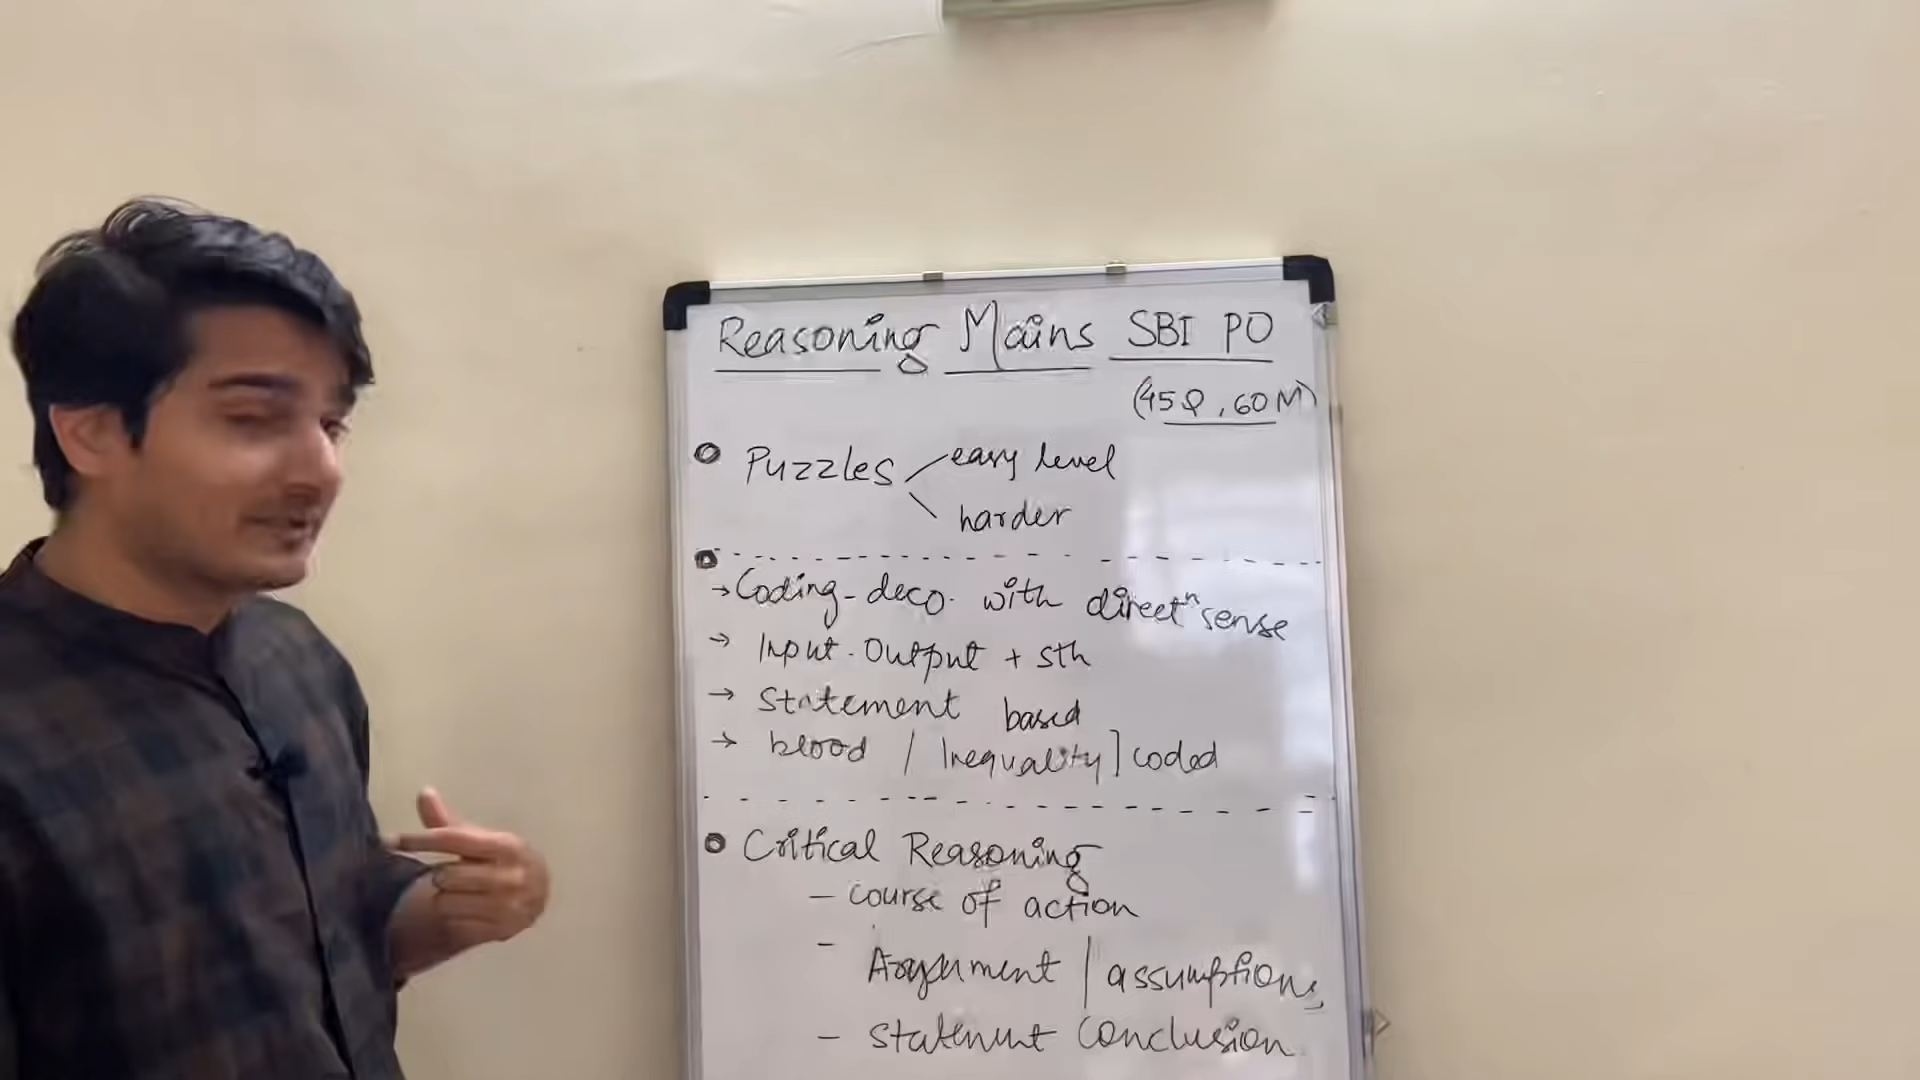 Reasoning Mains SBI PO
(45Q, 60M)
Puzzles easy level
harder
→ Coding-deco. with directⁿ sense
→ Input-Output + sth
→ Statement based
→ blood / Inequality] coded
Critical Reasoning
- course of action
- Argument / assumptions,
- Statement Conclusion